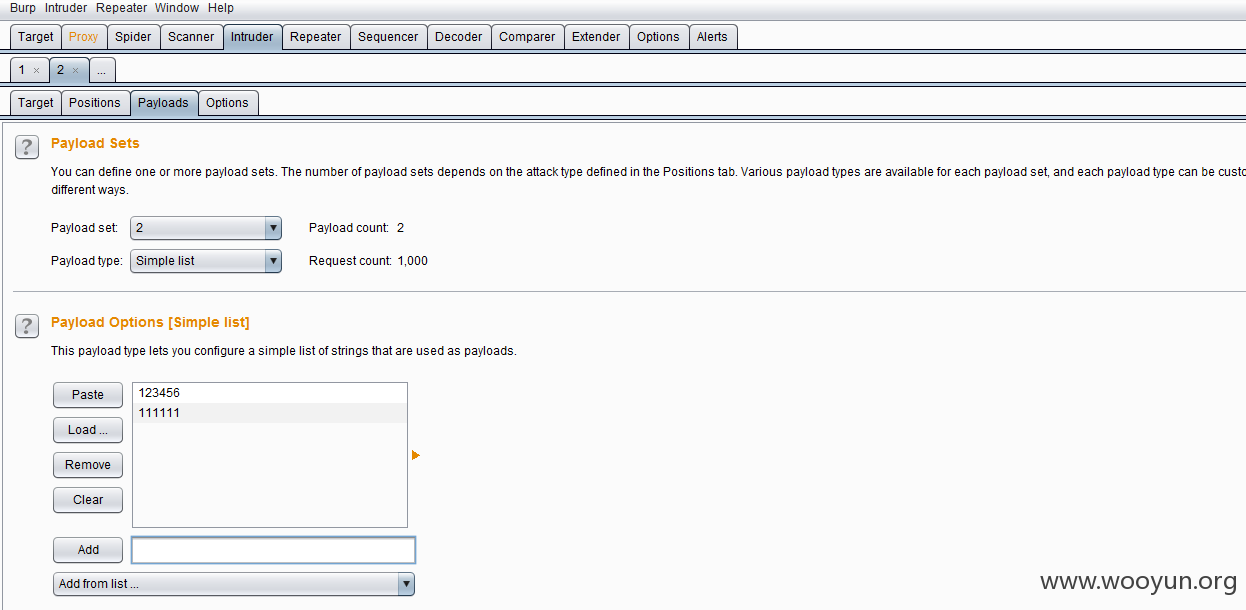 Burp Intruder Repeater Window Help
Target Proxy Spider Scanner Intruder Repeater Sequencer Decoder Comparer Extender Options Alerts
1 × 2 × ...
Target Positions Payloads Options
? Payload Sets
You can define one or more payload sets. The number of payload sets depends on the attack type defined in the Positions tab. Various payload types are available for each payload set, and each payload type can be custo
different ways.
Payload set: 2 Payload count: 2
Payload type: Simple list Request count: 1,000
? Payload Options [Simple list]
This payload type lets you configure a simple list of strings that are used as payloads.
Paste 123456
111111
Load ...
Remove
Clear
Add
Add from list ...
www.wooyun.org